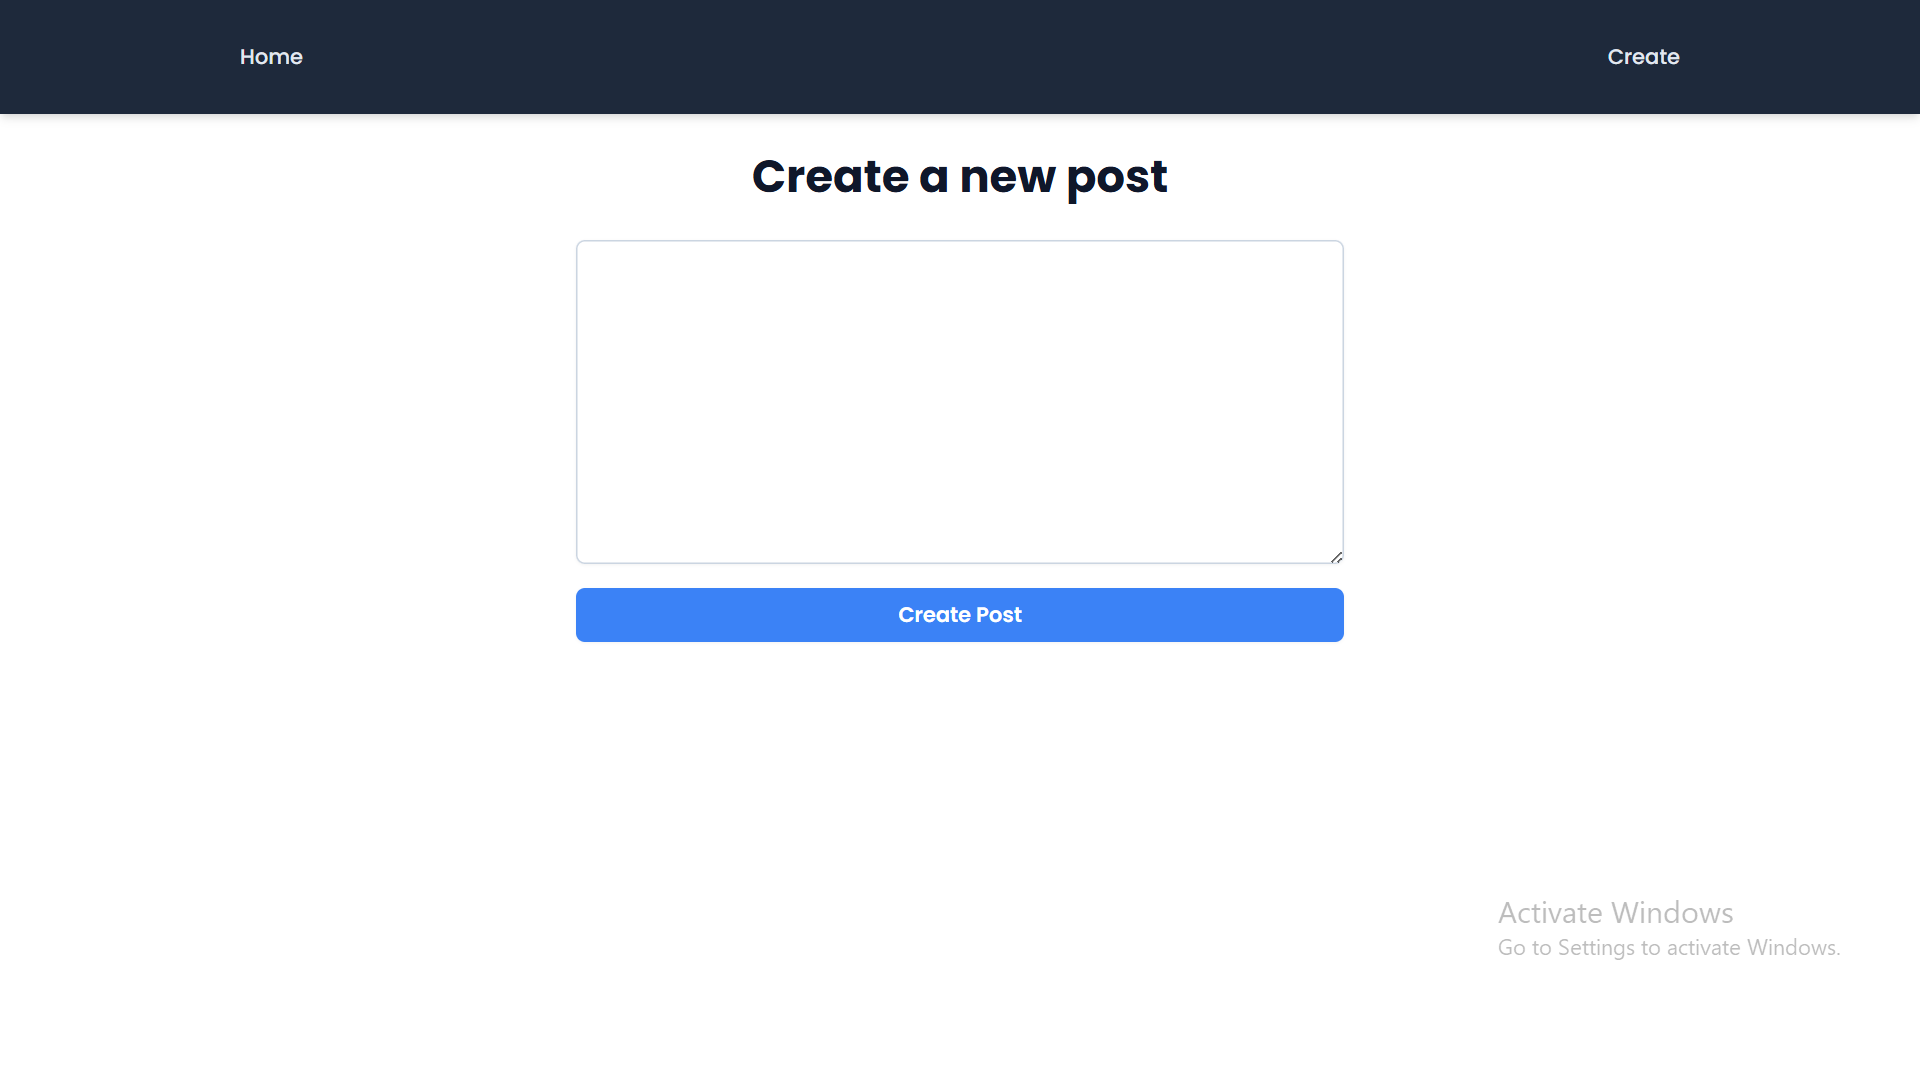 Home
Create
Create a new post
Create Post
Activate Windows
Go to Settings to activate Windows.